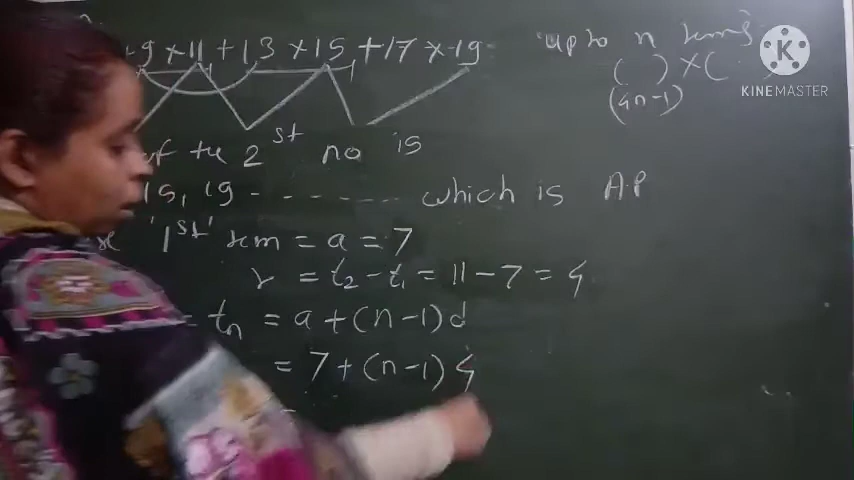 +9 × 11 + 13 × 15 + 17 × 19 upto n terms
( ) × ( )
(4n-1)
of the 2st no is
15, 19 - - - - - - - - which is A.P
'1st' term = a = 7
r = t2 - t1 = 11 - 7 = 4
tn = a + (n-1)d
= 7 + (n-1)4
=
K
KINEMASTER